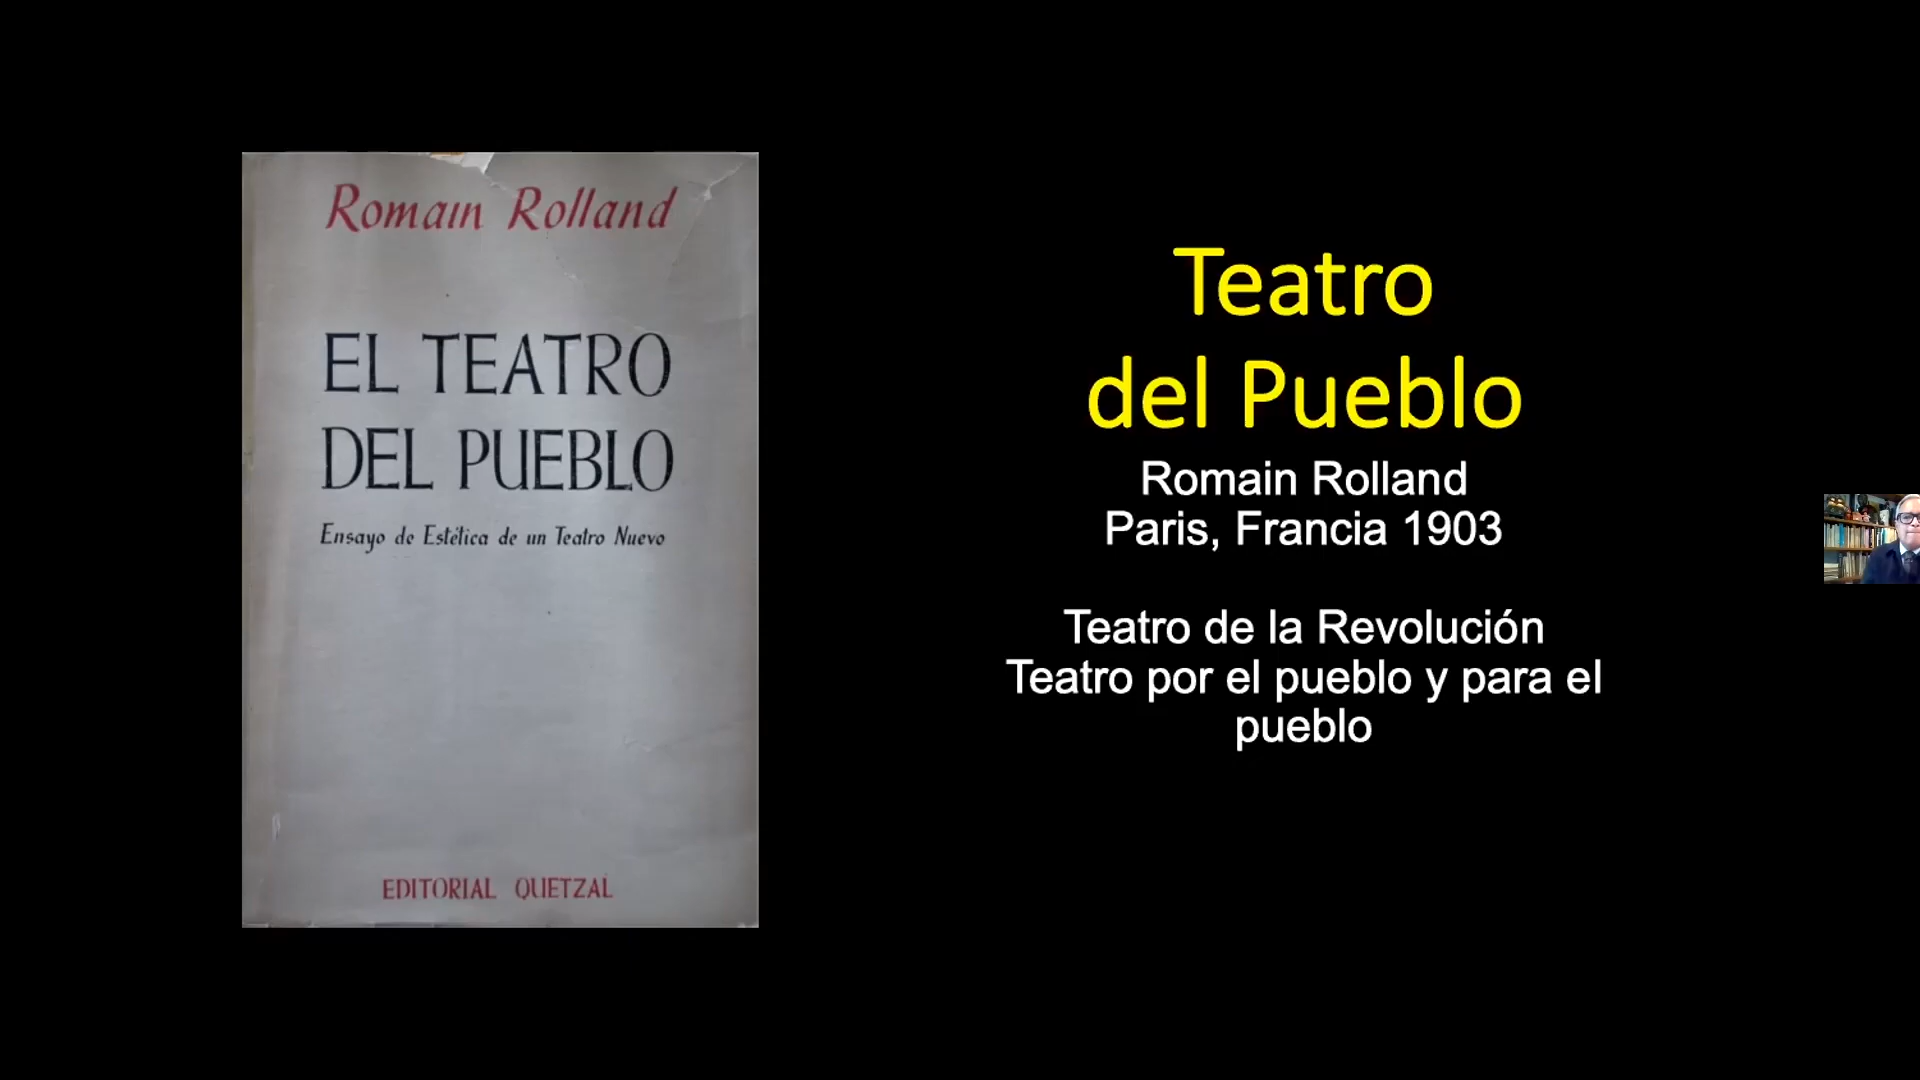 Romain Rolland
EL TEATRO
DEL PUEBLO
Ensayo de Estética de un Teatro Nuevo
EDITORIAL QUETZAL
Teatro
del Pueblo
Romain Rolland
Paris, Francia 1903
Teatro de la Revolución
Teatro por el pueblo y para el
pueblo